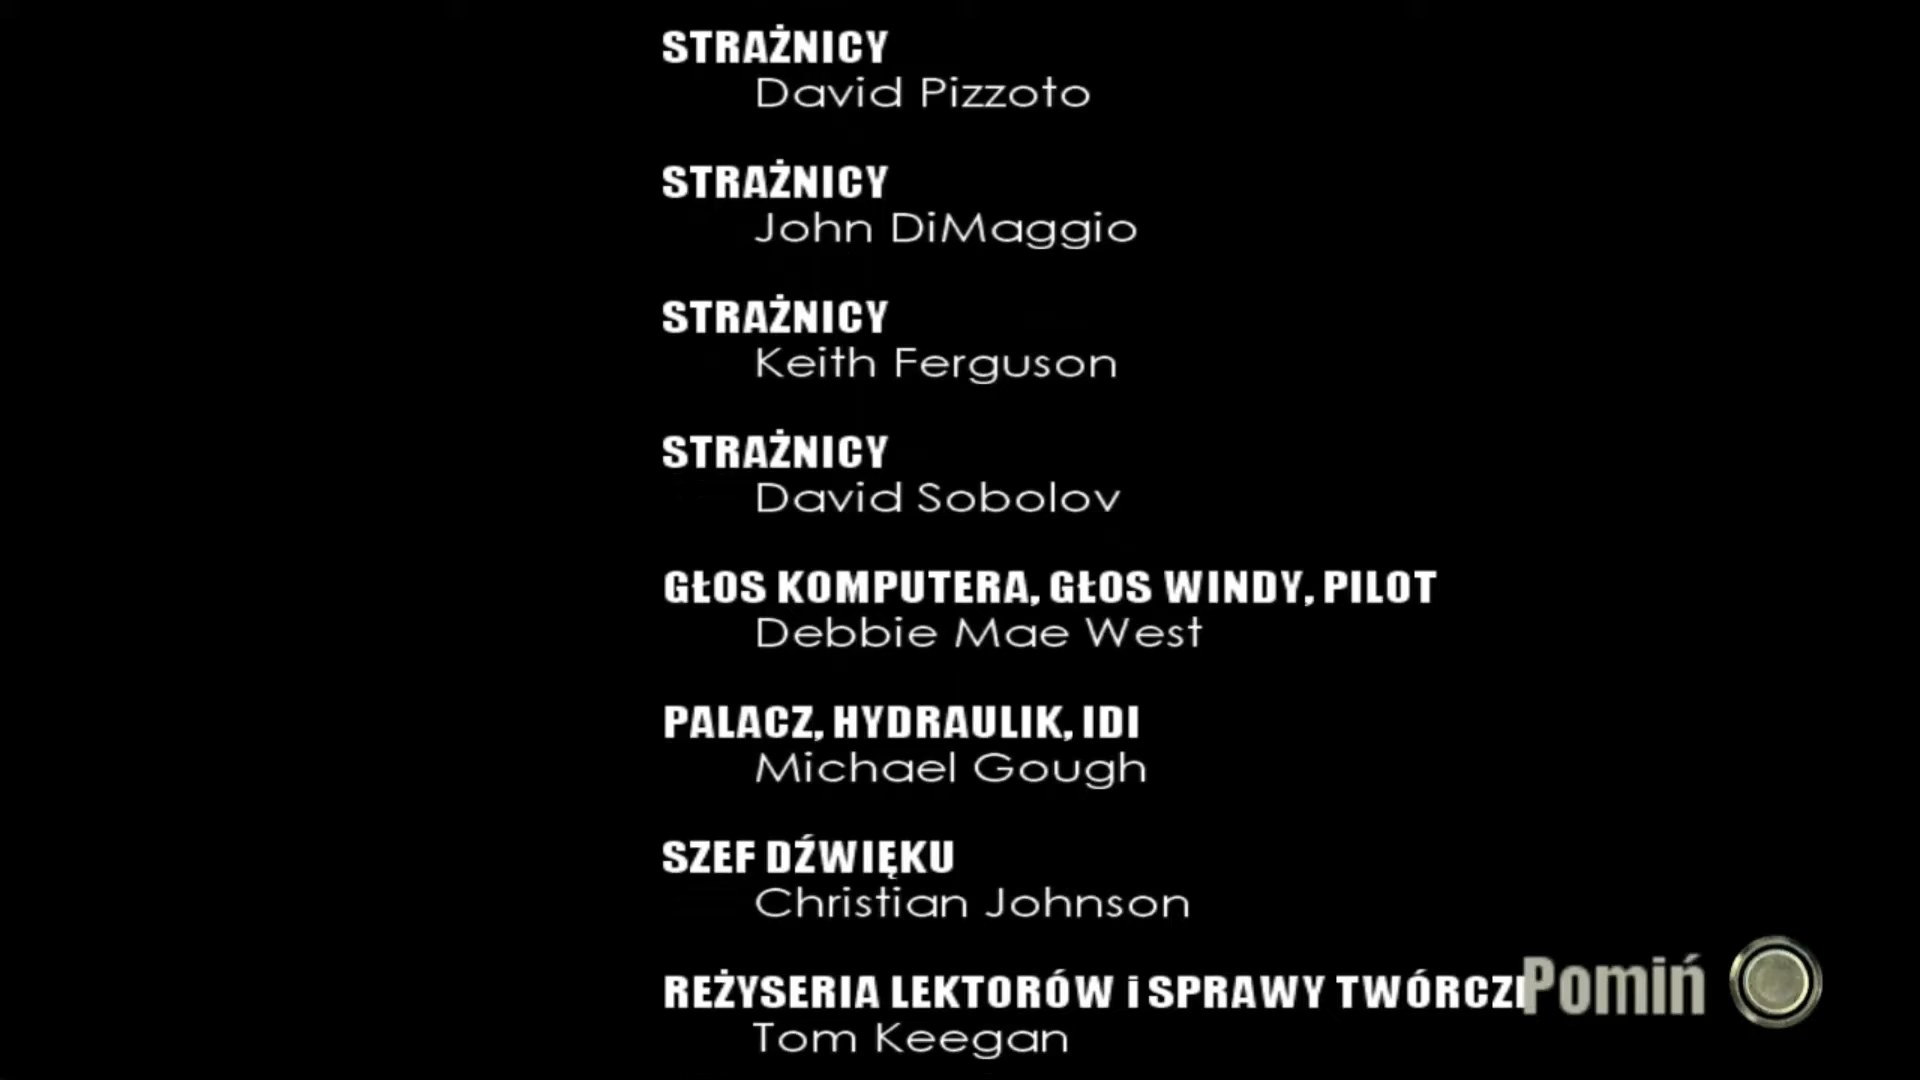 STRAŻNICY
David Pizzoto
STRAŻNICY
John DiMaggio
STRAŻNICY
Keith Ferguson
STRAŻNICY
David Sobolov
GŁOS KOMPUTERA, GŁOS WINDY, PILOT
Debbie Mae West
PALACZ, HYDRAULIK, IDI
Michael Gough
SZEF DŹWIĘKU
Christian Johnson
REŻYSERIA LEKTORÓW i SPRAWY
Tom Keegan
Pomiń